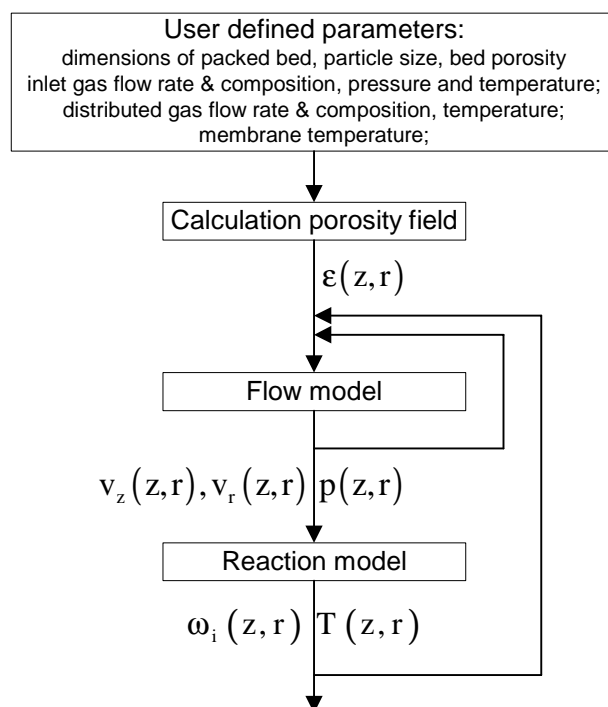 User defined parameters:
dimensions of packed bed, particle size, bed porosity
inlet gas flow rate & composition, pressure and temperature;
distributed gas flow rate & composition, temperature;
membrane temperature;
Calculation porosity field
ε(z,r)
Flow model
v_z(z,r), v_r(z,r) p(z,r)
Reaction model
ω_i(z,r) T(z,r)